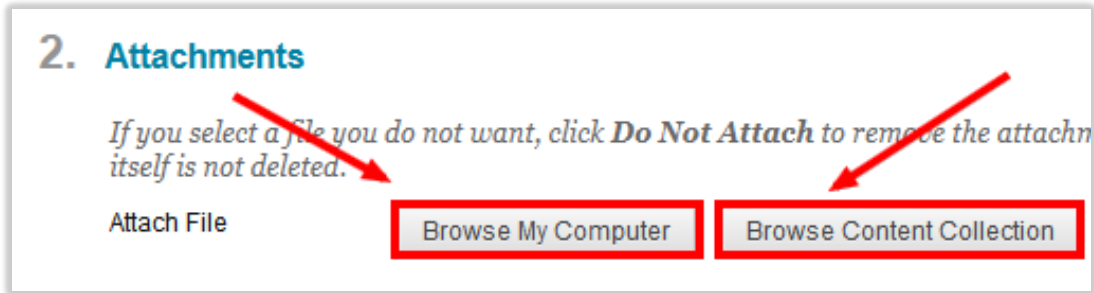 2. Attachments
If you select a file you do not want, click Do Not Attach to remove the attachm
itself is not deleted.
Attach File Browse My Computer Browse Content Collection